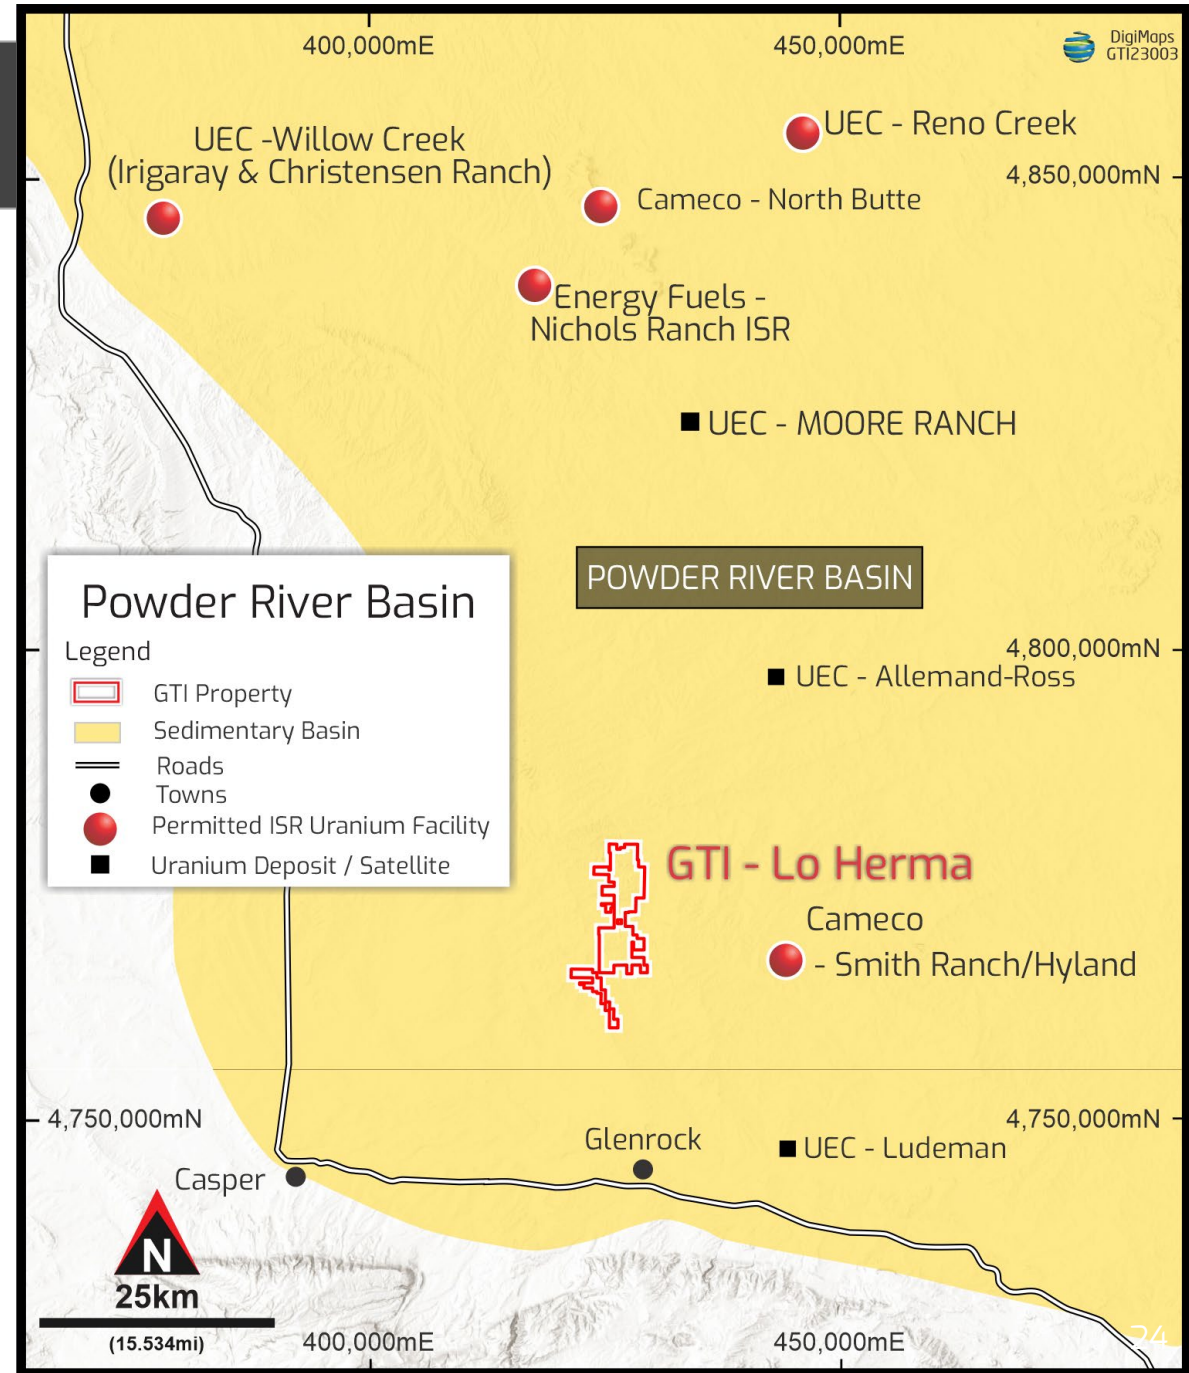 400,000mE
450,000mE
DigiMaps
GTI23003
UEC - Reno Creek
UEC -Willow Creek
(Irigaray & Christensen Ranch)
4,850,000mN
Cameco - North Butte
Energy Fuels -
Nichols Ranch ISR
UEC - MOORE RANCH
POWDER RIVER BASIN
Powder River Basin
Legend
GTI Property
Sedimentary Basin
Roads
Towns
Permitted ISR Uranium Facility
Uranium Deposit / Satellite
4,800,000mN
UEC - Allemand-Ross
GTI - Lo Herma
Cameco
- Smith Ranch/Hyland
4,750,000mN
4,750,000mN
Glenrock
UEC - Ludeman
Casper
N
25km
(15.534mi)
400,000mE
450,000mE
24